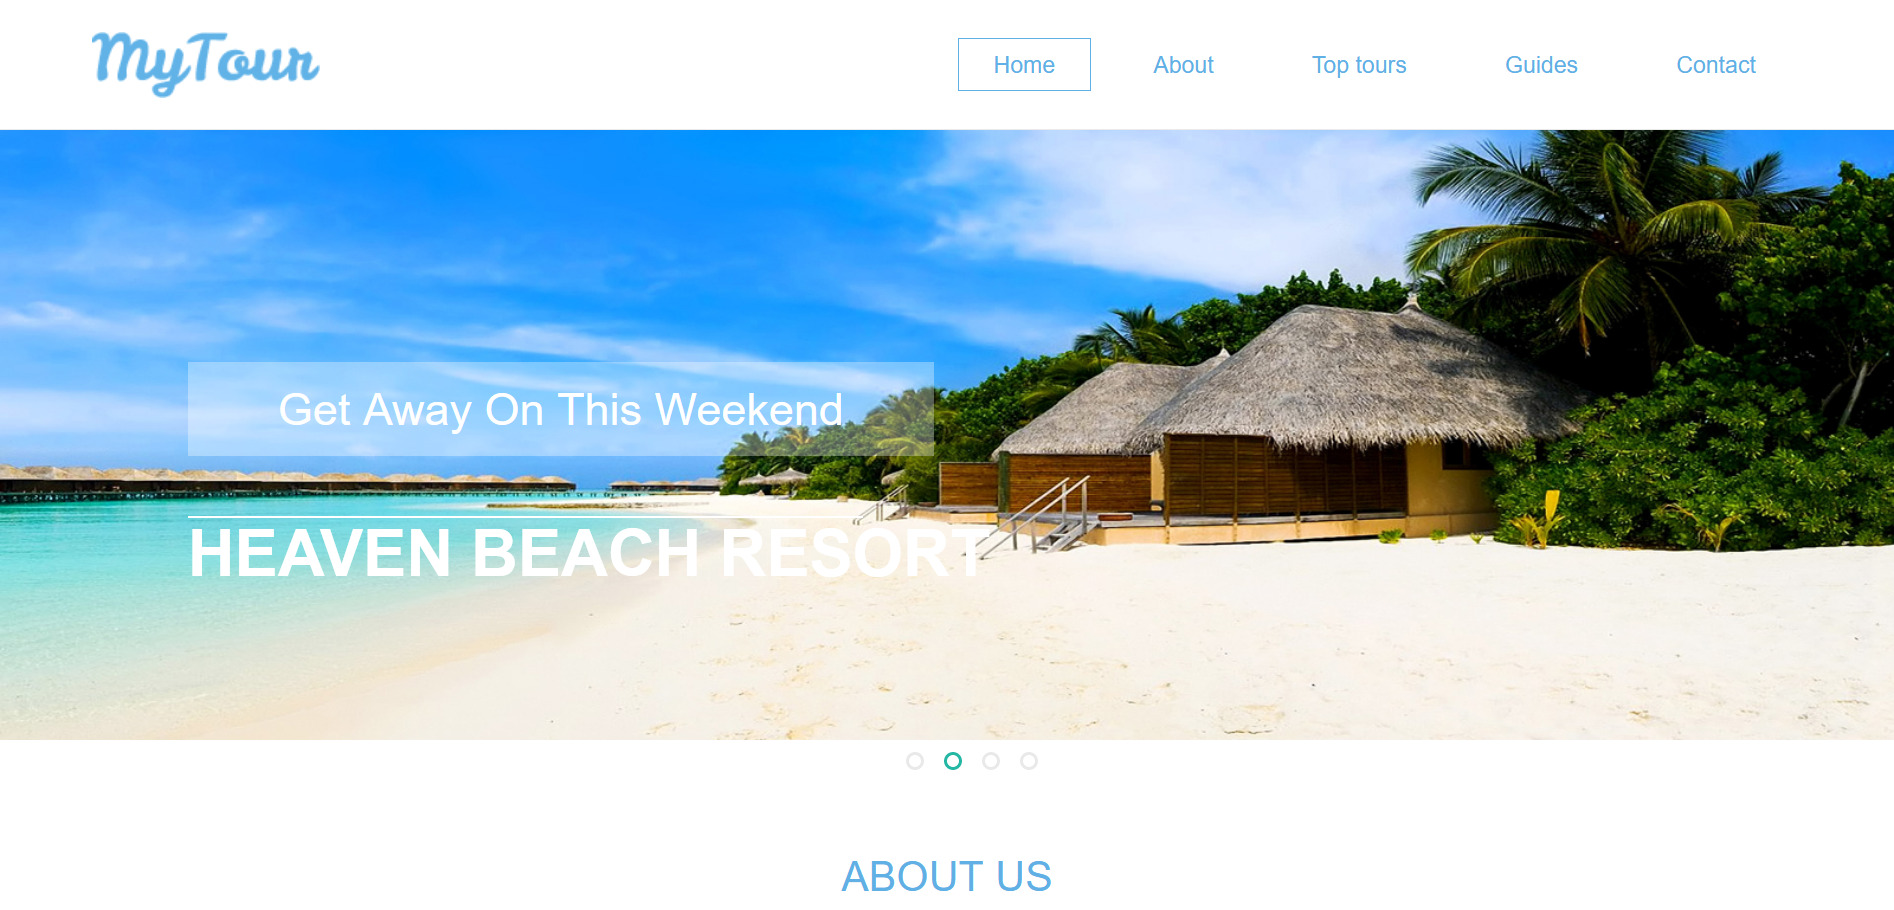 MyTour
Home
About
Top tours
Guides
Contact
Get Away On This Weekend
HEAVEN BEACH RESORT
ABOUT US